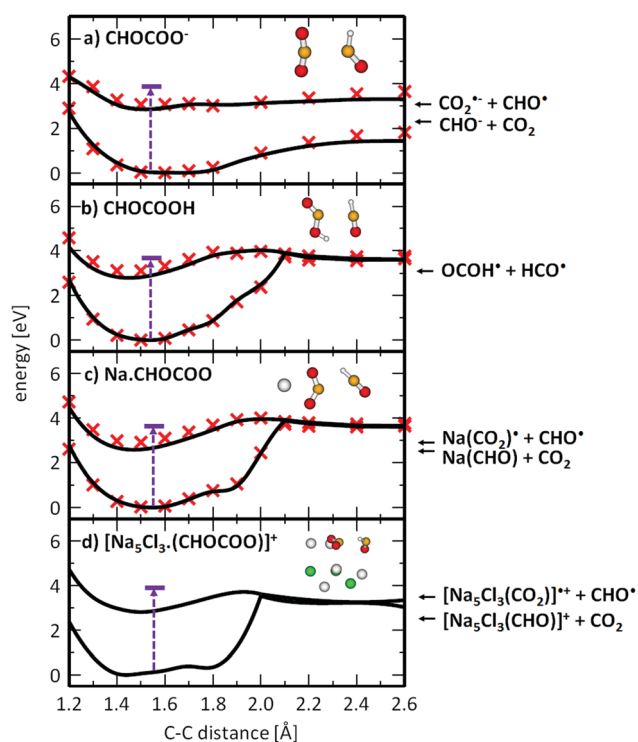 a) CHOCOO⁻
6
4
2
0
CO₂•⁻ + CHO•
CHO⁻ + CO₂
b) CHOCOOH
6
4
2
0
OCOH• + HCO•
energy [eV]
c) Na.CHOCOO
6
4
2
0
Na(CO₂)• + CHO•
Na(CHO) + CO₂
d) [Na₅Cl₃.(CHOCOO)]⁺
6
4
2
0
[Na₅Cl₃(CO₂)]•⁺ + CHO•
[Na₅Cl₃(CHO)]⁺ + CO₂
1.2 1.4 1.6 1.8 2.0 2.2 2.4 2.6
C-C distance [Å]